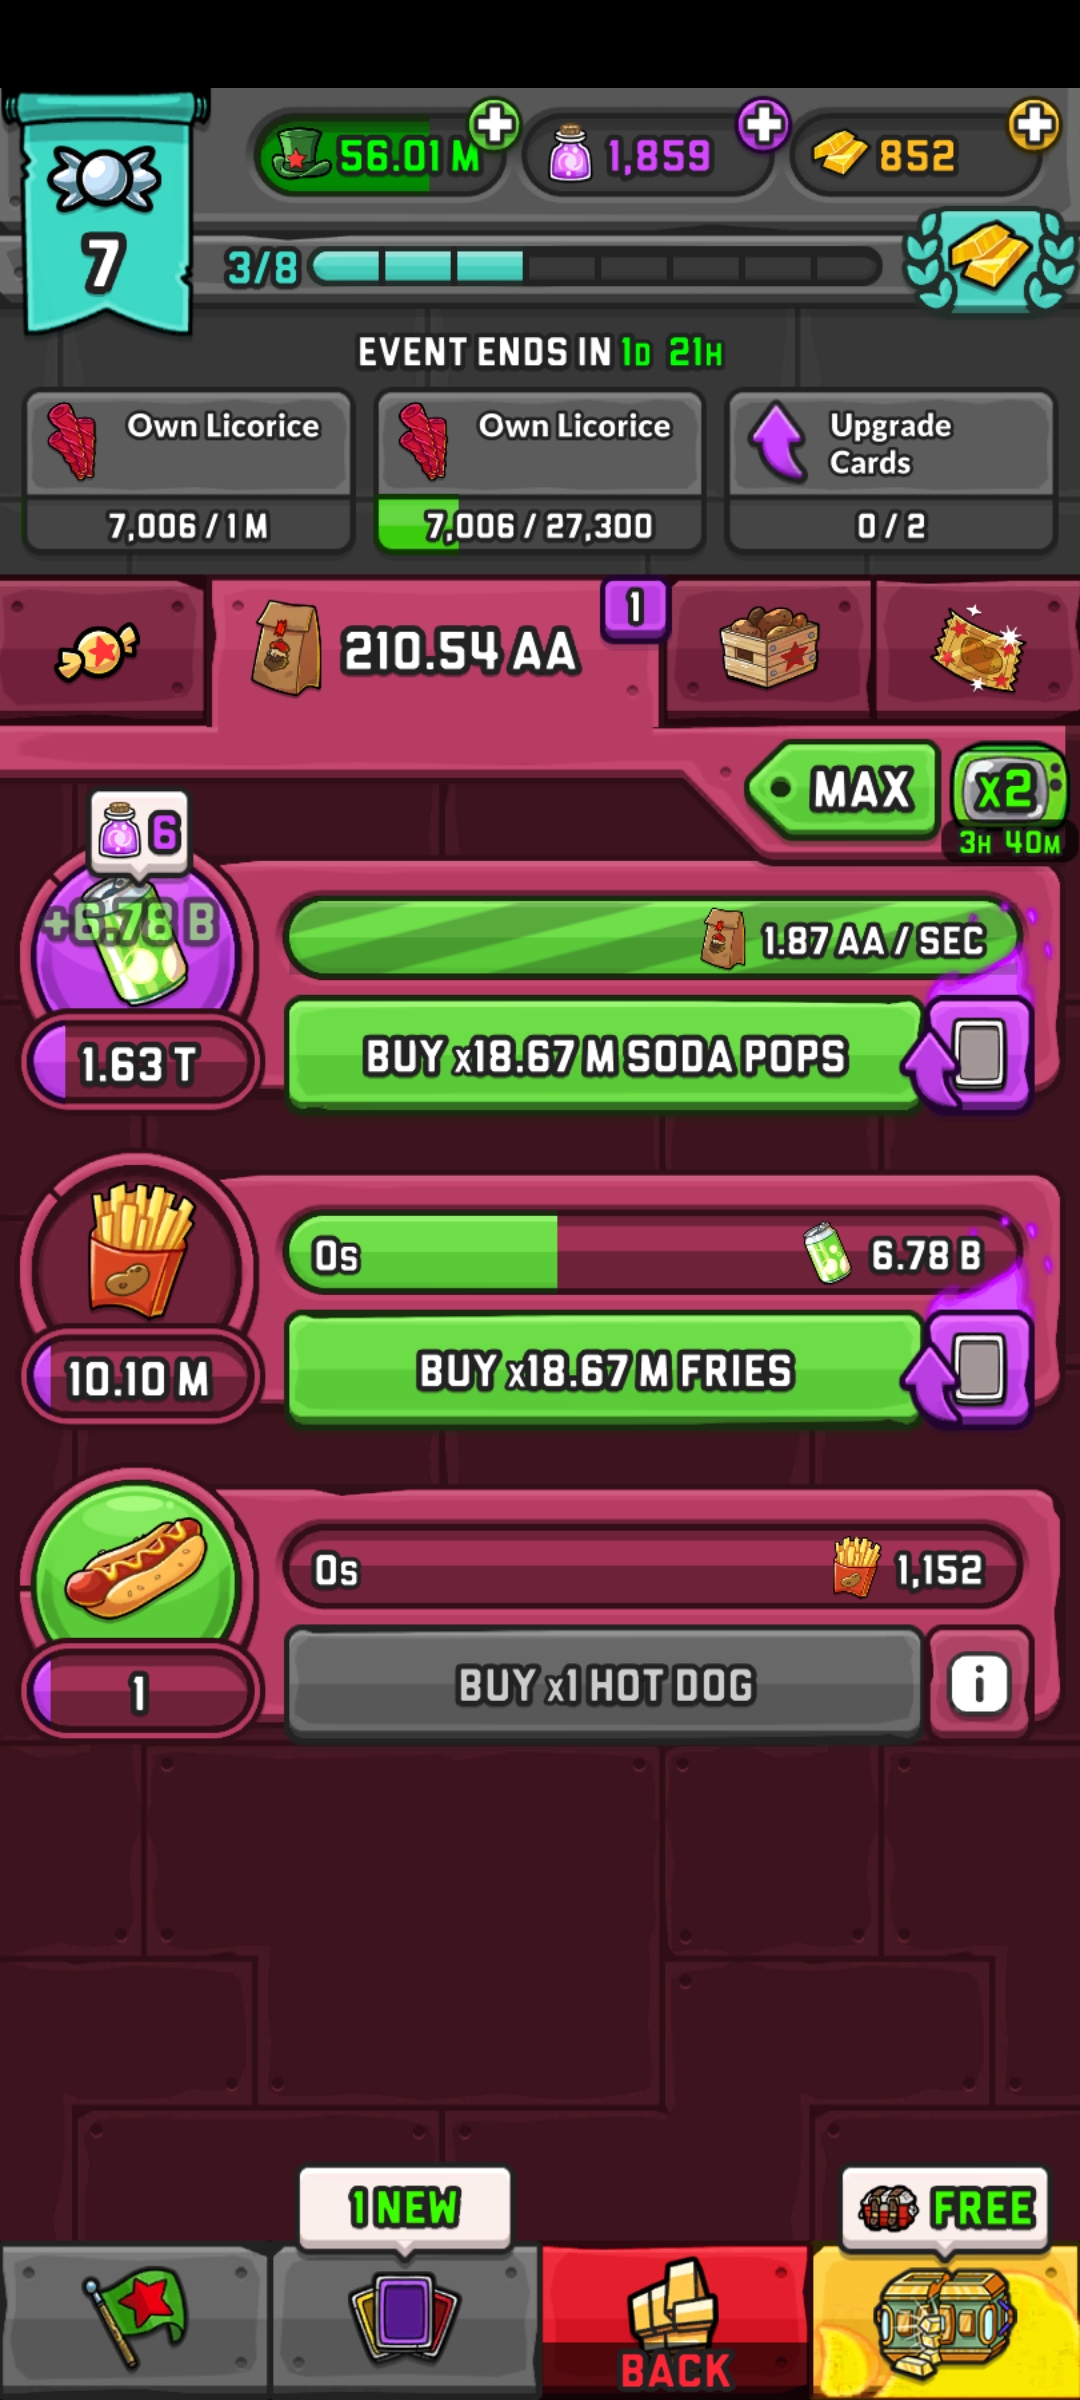 56.01 M
1,859
852
7
3/8
EVENT ENDS IN 1D 21H
Own Licorice
7,006 / 1 M
Own Licorice
7,006 / 27,300
Upgrade
Cards
0 / 2
210.54 AA
1
MAX
x2
3H 40M
6
+6.78 B
1.87 AA / SEC
1.63 T
BUY x18.67 M SODA POPS
0s
6.78 B
10.10 M
BUY x18.67 M FRIES
0s
1,152
1
BUY x1 HOT DOG
i
1 NEW
FREE
BACK